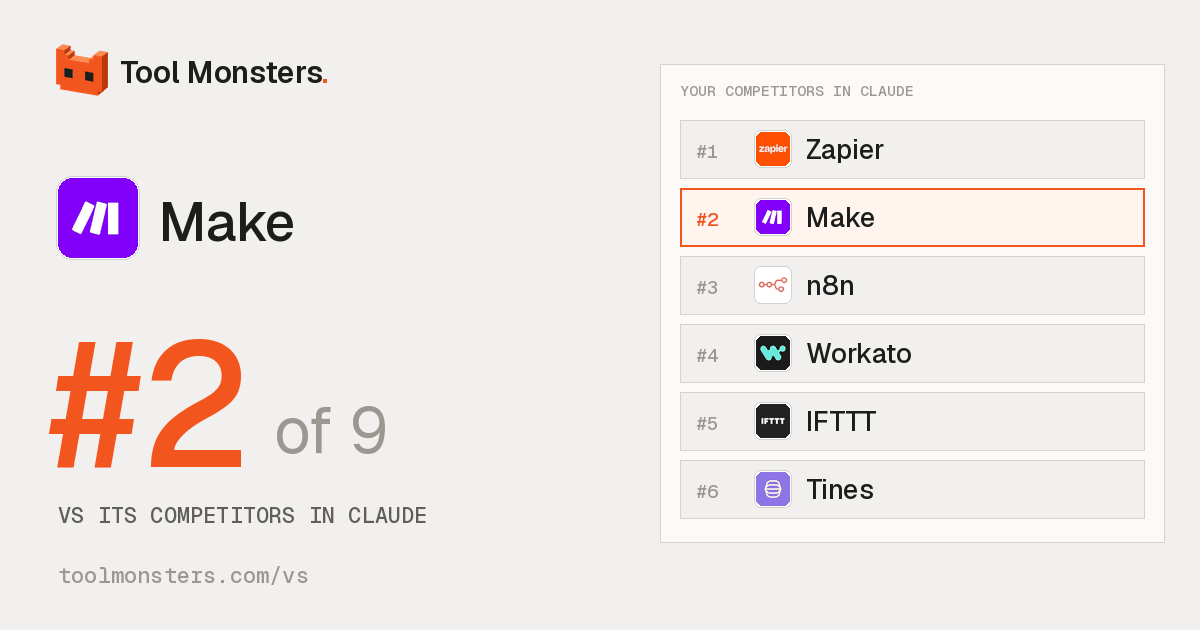 Tool Monsters.
Make
#2 of 9
VS ITS COMPETITORS IN CLAUDE
toolmonsters.com/vs
YOUR COMPETITORS IN CLAUDE
#1 zapier Zapier
#2 Make
#3 n8n
#4 Workato
#5 IFTTT IFTTT
#6 Tines